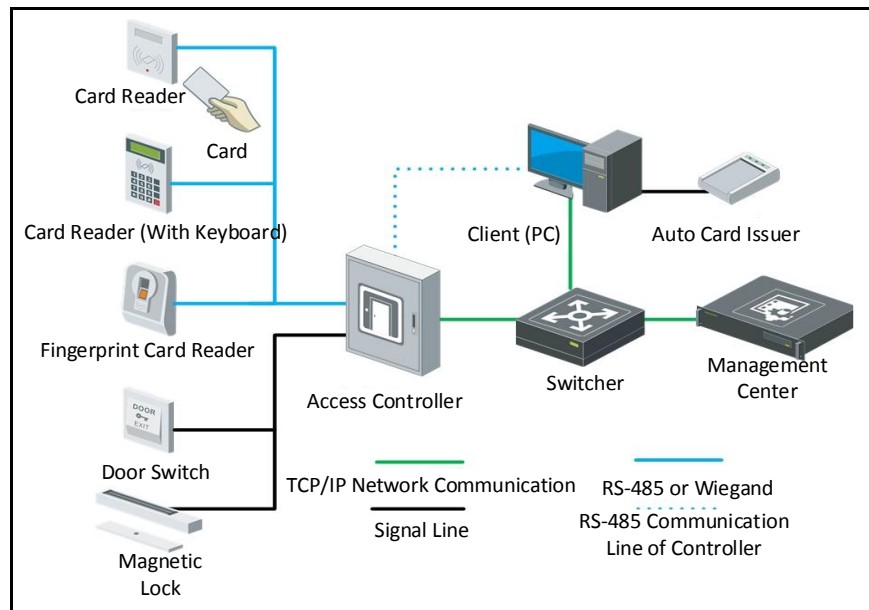 Card Reader
Card
Card Reader (With Keyboard)
Fingerprint Card Reader
DOOR
EXIT
Door Switch
Magnetic
Lock
Access Controller
Client (PC)
Auto Card Issuer
Switcher
Management
Center
TCP/IP Network Communication
Signal Line
RS-485 or Wiegand
RS-485 Communication
Line of Controller